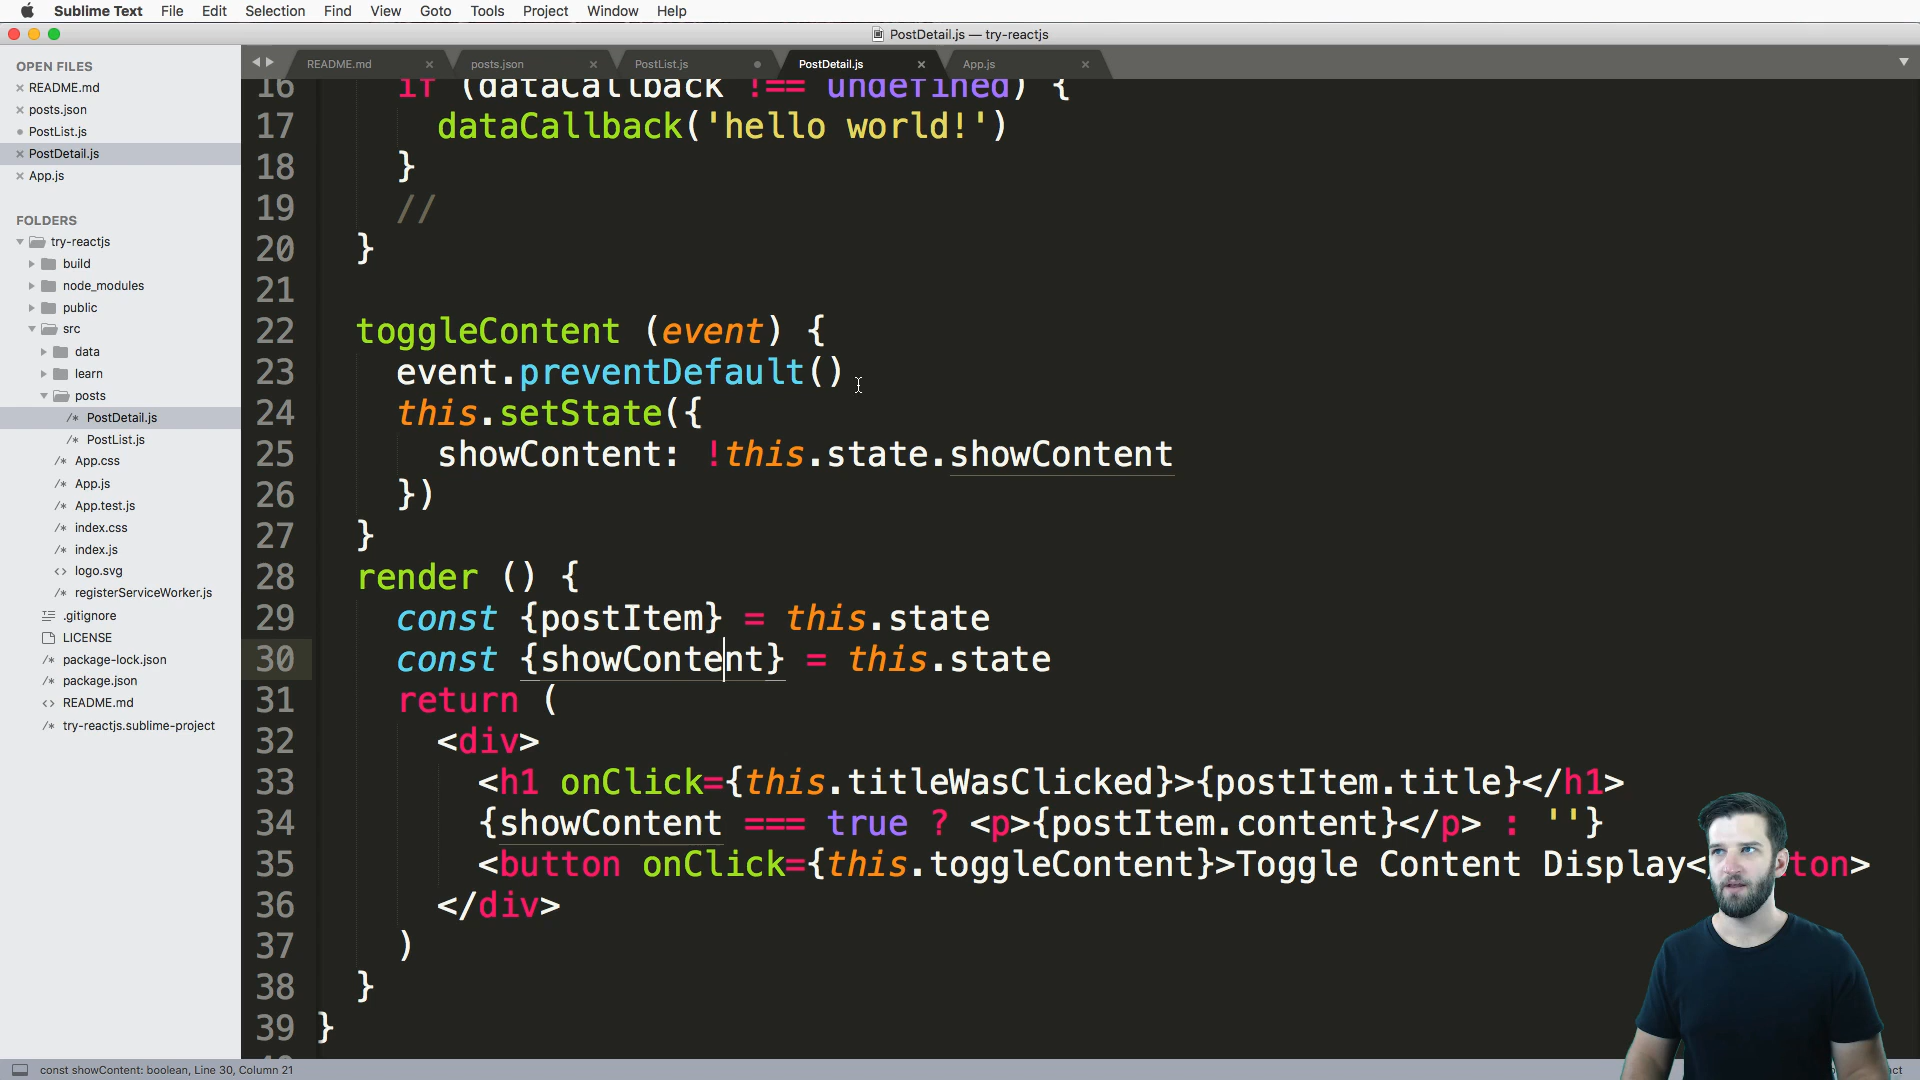 Sublime Text File Edit Selection Find View Goto Tools Project Window Help
PostDetail.js — try-reactjs
OPEN FILES
README.md
posts.json
PostList.js
PostDetail.js
App.js
FOLDERS
try-reactjs
build
node_modules
public
src
data
learn
posts
/* PostDetail.js
/* PostList.js
/* App.css
/* App.js
/* App.test.js
/* index.css
/* index.js
<> logo.svg
/* registerServiceWorker.js
.gitignore
LICENSE
/* package-lock.json
/* package.json
<> README.md
/* try-reactjs.sublime-project
README.md posts.json PostList.js PostDetail.js App.js
16 if (dataCallback !== undefined) {
17 dataCallback('hello world!')
18 }
19 //
20 }
21
22 toggleContent (event) {
23 event.preventDefault()
24 this.setState({
25 showContent: !this.state.showContent
26 })
27 }
28 render () {
29 const {postItem} = this.state
30 const {showContent} = this.state
31 return (
32 <div>
33 <h1 onClick={this.titleWasClicked}>{postItem.title}</h1>
34 {showContent === true ? <p>{postItem.content}</p> : ''}
35 <button onClick={this.toggleContent}>Toggle Content Display< ton>
36 </div>
37 )
38 }
39 }
const showContent: boolean, Line 30, Column 21